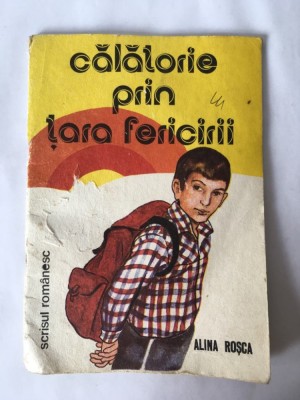 călătorie
prin
țara fericirii
scrisul românesc
ALINA ROȘCA